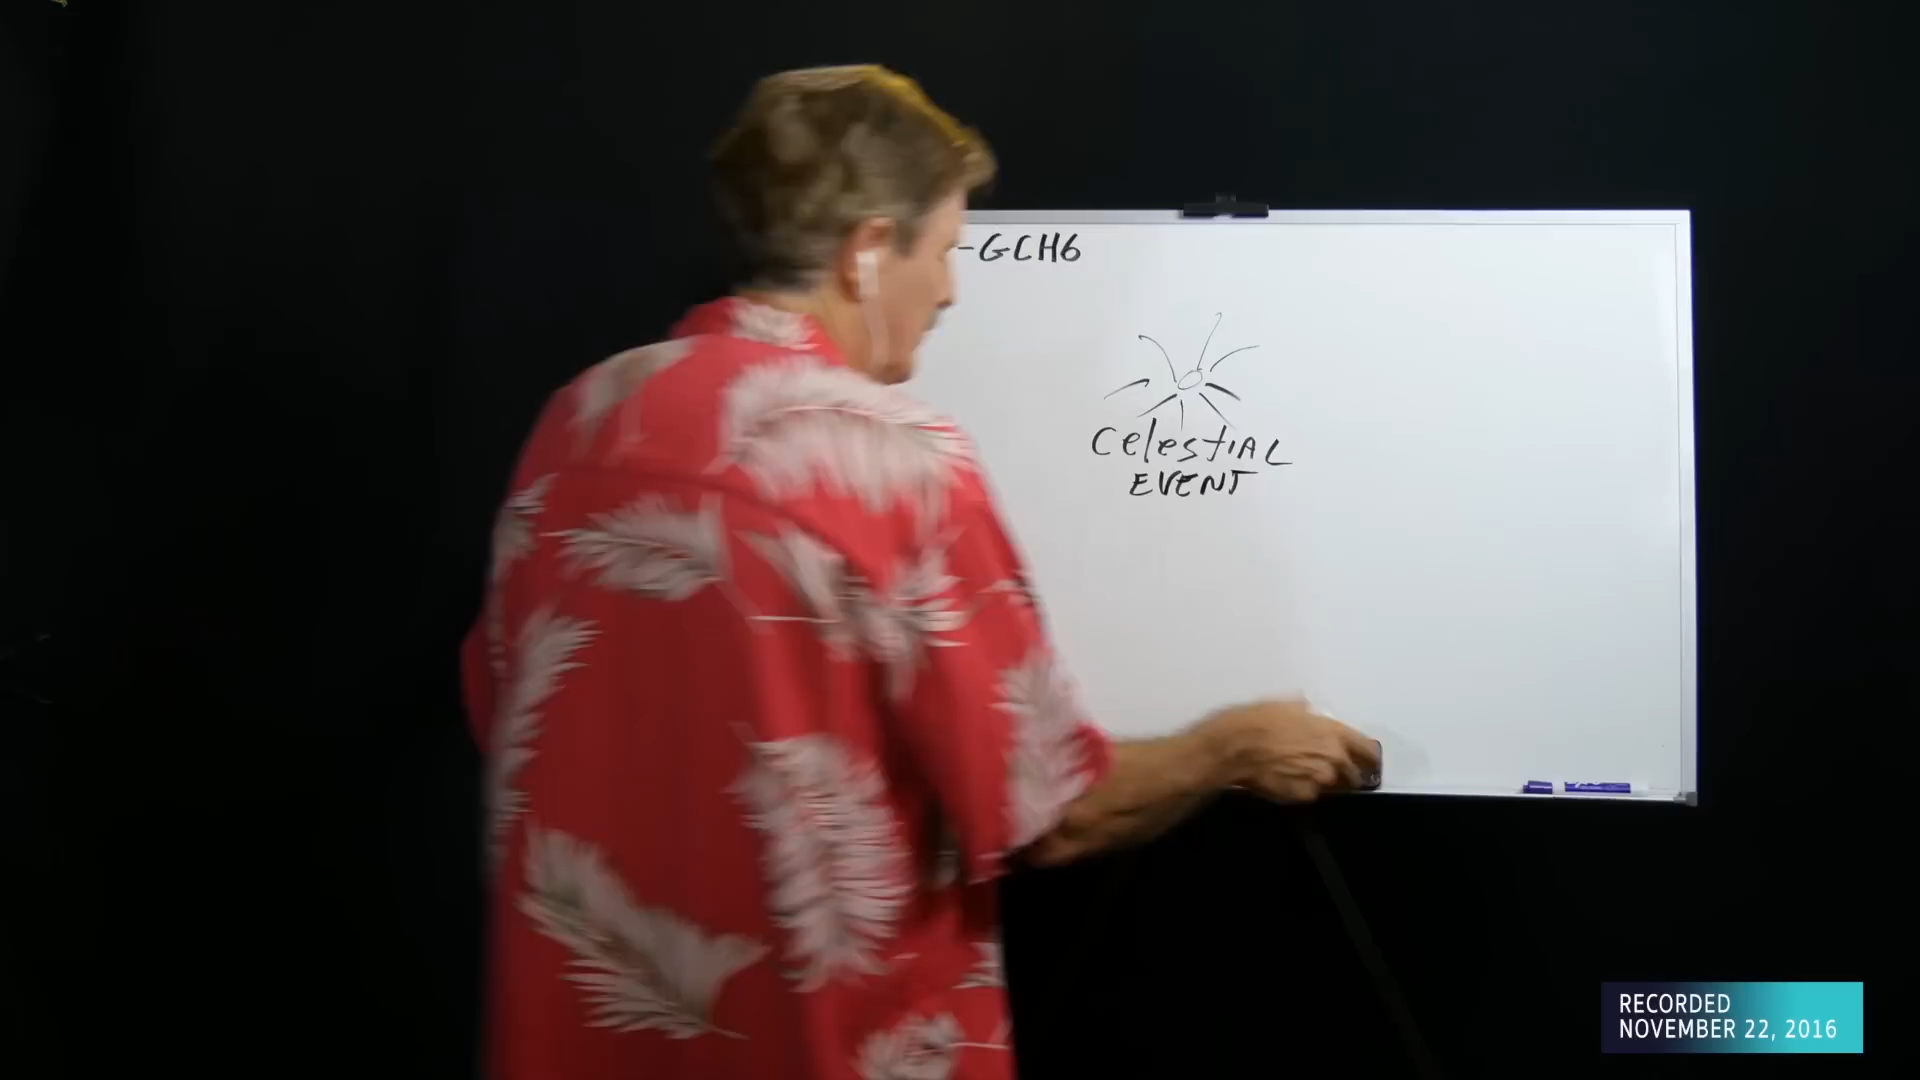 -GCH6
CelestiAL
EVENT
RECORDED
NOVEMBER 22, 2016